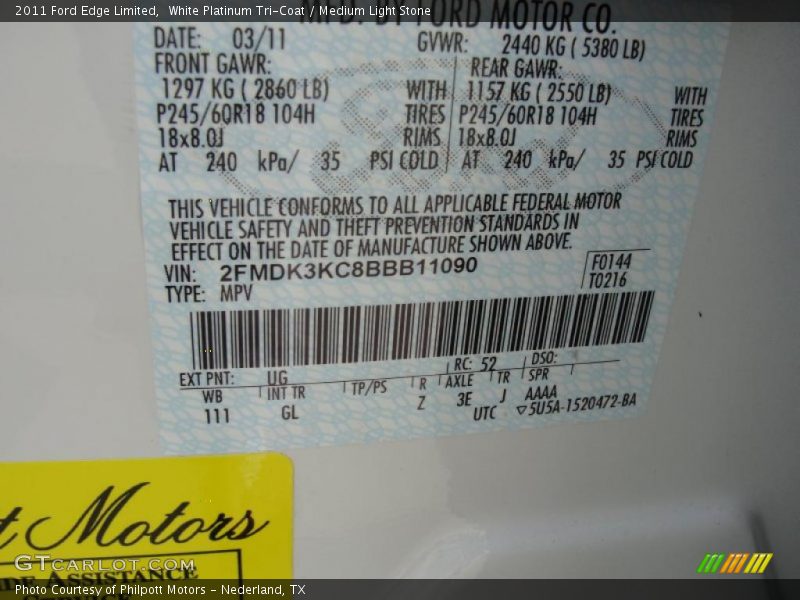 2011 Ford Edge Limited, White Platinum Tri-Coat / Medium Light Stone
MFD. BY FORD MOTOR CO.
DATE: 03/11 GVWR: 2440 KG ( 5380 LB)
FRONT GAWR: REAR GAWR:
1297 KG ( 2860 LB) WITH 1157 KG ( 2550 LB) WITH
P245/60R18 104H TIRES P245/60R18 104H TIRES
18x8.0J RIMS 18x8.0J RIMS
AT 240 kPa/ 35 PSI COLD AT 240 kPa/ 35 PSI COLD
THIS VEHICLE CONFORMS TO ALL APPLICABLE FEDERAL MOTOR
VEHICLE SAFETY AND THEFT PREVENTION STANDARDS IN
EFFECT ON THE DATE OF MANUFACTURE SHOWN ABOVE.
VIN: 2FMDK3KC8BBB11090 F0144
TYPE: MPV T0216
EXT PNT: UG RC: 52 DSO:
WB INT TR TP/PS R AXLE TR SPR
111 GL Z 3E J AAAA
UTC ▽5U5A-1520472-BA
t Motors
GTCARLOT.COM
IDE ASSISTANCE
Photo Courtesy of Philpott Motors - Nederland, TX